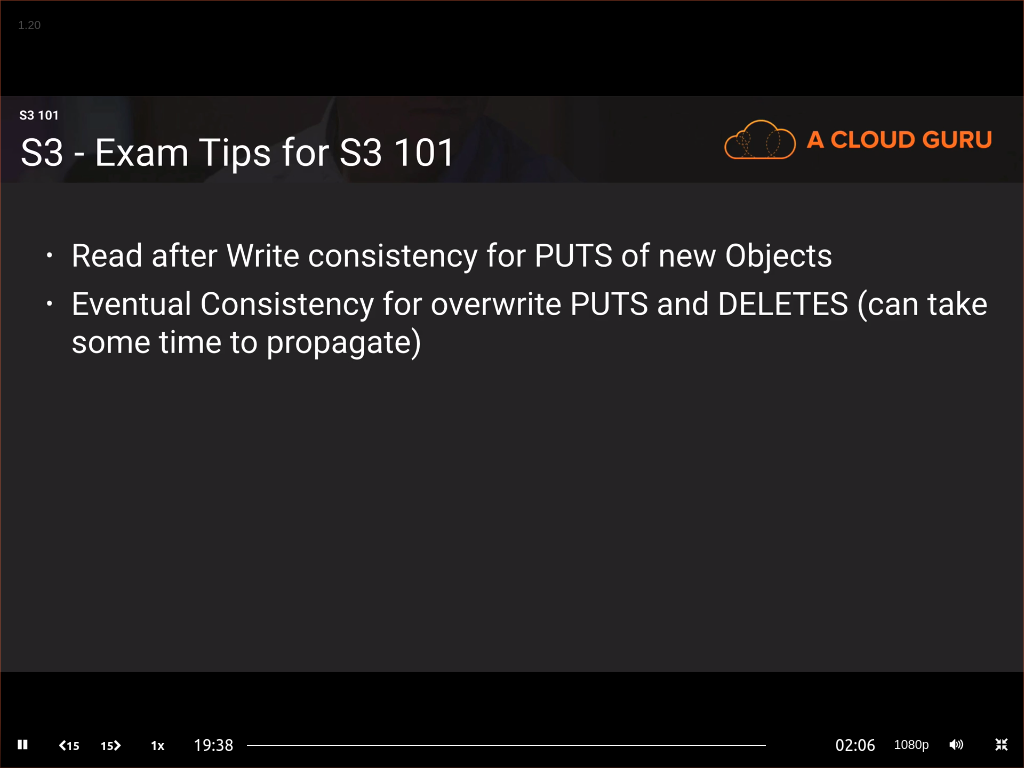 1.20
S3 101
S3 - Exam Tips for S3 101
A CLOUD GURU
• Read after Write consistency for PUTS of new Objects
• Eventual Consistency for overwrite PUTS and DELETES (can take
some time to propagate)
15 15 1x 19:38 02:06 1080p